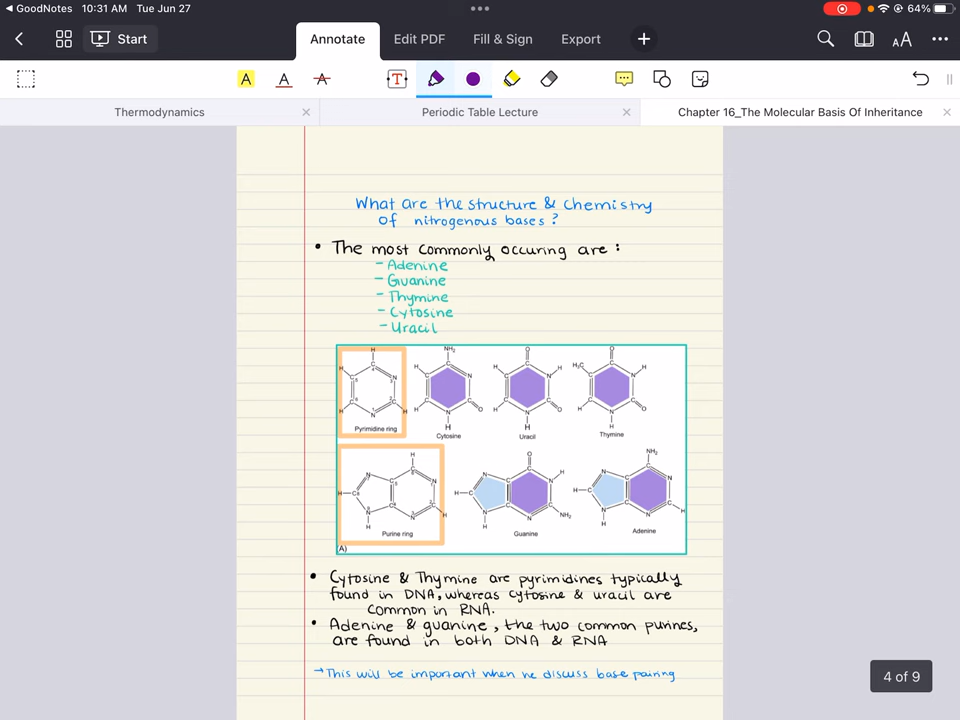 GoodNotes 10:31 AM Tue Jun 27 64%
Start Annotate Edit PDF Fill & Sign Export
A A A T AA
Thermodynamics Periodic Table Lecture Chapter 16_The Molecular Basis Of Inheritance
What are the structure & Chemistry
of nitrogenous bases?
• The most commonly occuring are :
- Adenine
- Guanine
- Thymine
- Cytosine
- Uracil
Pyrimidine ring Cytosine Uracil Thymine
Purine ring Guanine Adenine
(A)
• Cytosine & Thymine are pyrimidines typically
found in DNA, whereas cytosine & uracil are
common in RNA.
• Adenine & guanine, the two common purines,
are found in both DNA & RNA
→ This will be important when we discuss base pairing
4 of 9